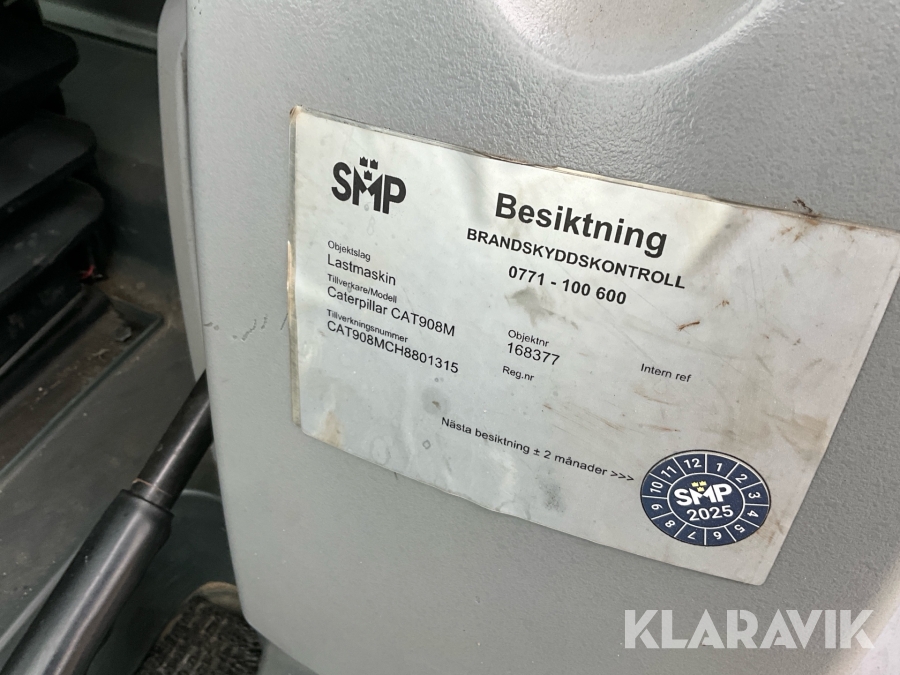 SMP
Besiktning
BRANDSKYDDSKONTROLL
0771 - 100 600
Objektslag
Lastmaskin
Tillverkare/Modell
Caterpillar CAT908M
Tillverkningsnummer
CAT908MCH8801315
Objektnr
168377
Reg.nr
Intern ref
Nästa besiktning ± 2 månader >>>
1 2 3 4 5 6 7 8 9 10 11 12
SMP
2025
KLARAVIK